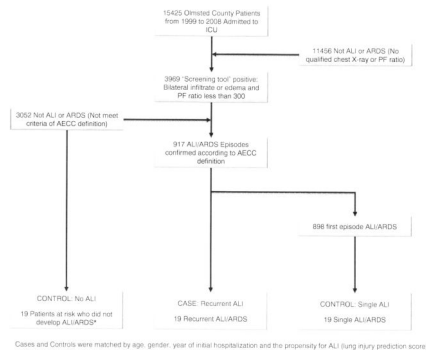 15425 Olmsted County Patients
from 1999 to 2008 Admitted to
ICU
11456 Not ALI or ARDS (No
qualified chest X-ray or PF ratio)
3969 "Screening tool" positive:
Bilateral infiltrate or edema and
PF ratio less than 300
3052 Not ALI or ARDS (Not meet
criteria of AECC definition)
917 ALI/ARDS Episodes
confirmed according to AECC
definition
898 first episode ALI/ARDS
CONTROL: No ALI
19 Patients at risk who did not
develop ALI/ARDS*
CASE: Recurrent ALI
19 Recurrent ALI/ARDS
CONTROL: Single ALI
19 Single ALI/ARDS
Cases and Controls were matched by age, gender, year of initial hospitalization and the propensity for ALI (lung injury prediction score